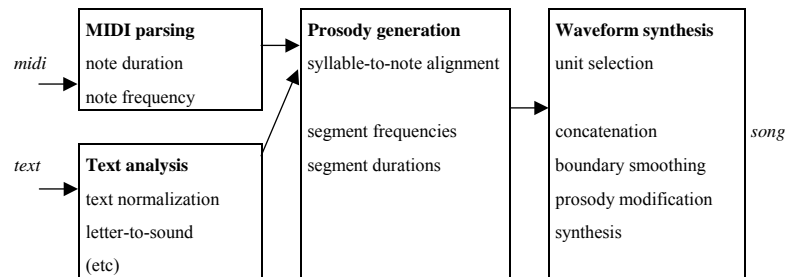 midi
MIDI parsing
note duration
note frequency
text
Text analysis
text normalization
letter-to-sound
(etc)
Prosody generation
syllable-to-note alignment
segment frequencies
segment durations
Waveform synthesis
unit selection
concatenation
boundary smoothing
prosody modification
synthesis
song